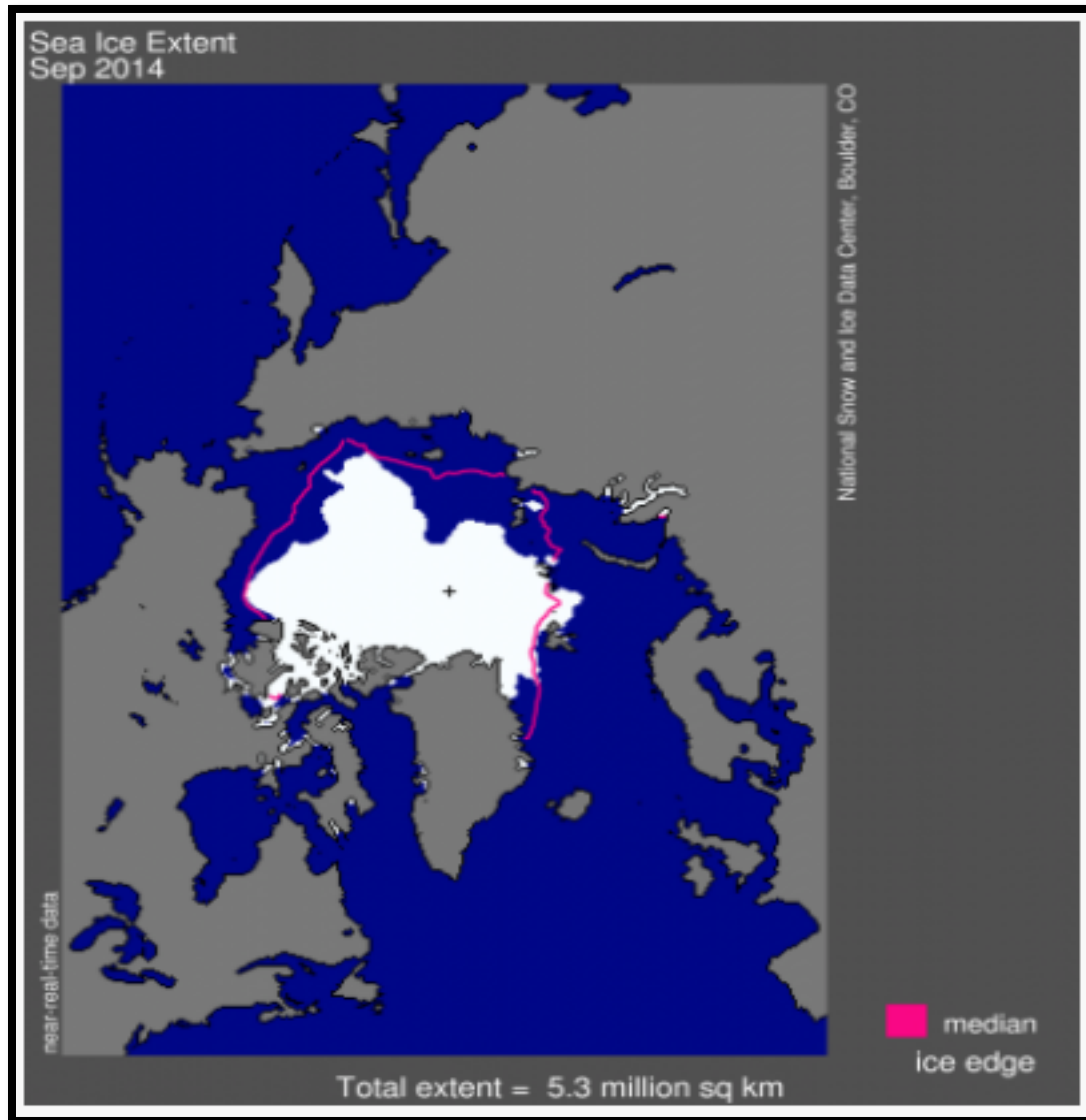 Sea Ice Extent
Sep 2014
National Snow and Ice Data Center, Boulder, CO
near-real-time data
median
ice edge
Total extent = 5.3 million sq km